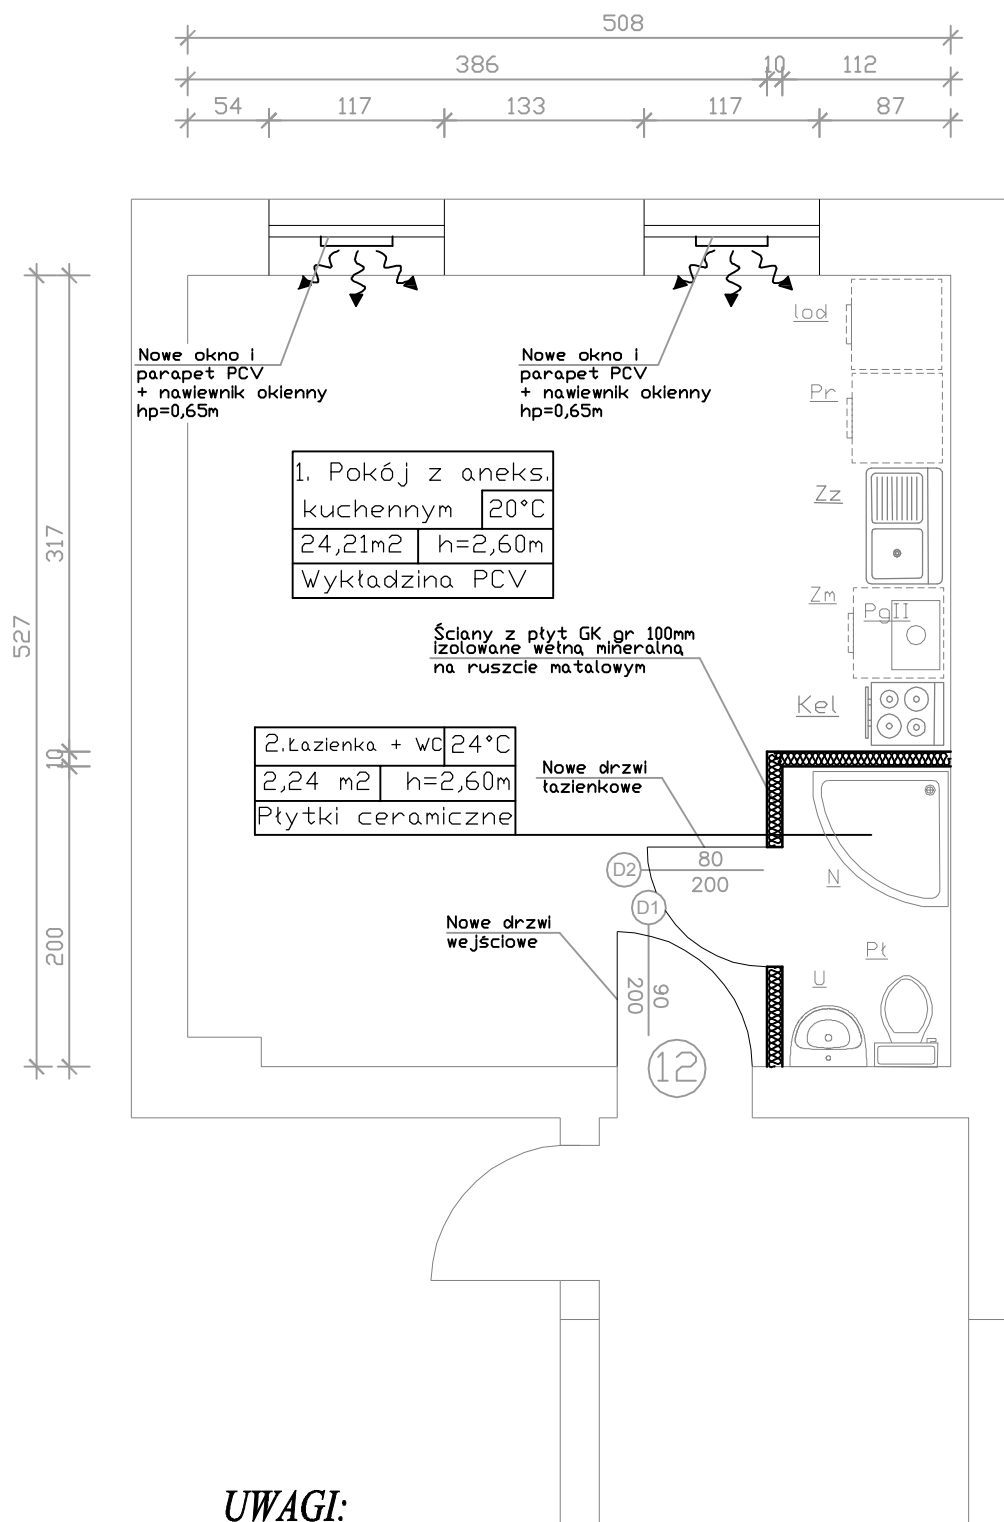 508
386
10
112
54
117
133
117
87
lod
Nowe okno i
parapet PCV
+ nawiewnik okienny
hp=0,65m
Nowe okno i
parapet PCV
+ nawiewnik okienny
hp=0,65m
Pr
1. Pokój z aneks.
kuchennym 20°C
24,21m2 h=2,60m
Wykładzina PCV
Zz
317
527
Zm
PgII
Ściany z płyt GK gr 100mm
izolowane wełną mineralną
na ruszcie matalowym
Kel
2.Łazienka + WC 24°C
2,24 m2 h=2,60m
Płytki ceramiczne
10
Nowe drzwi
łazienkowe
80
200
D2
D1
N
Nowe drzwi
wejściowe
200
Pł
U
90
200
12
UWAGI: